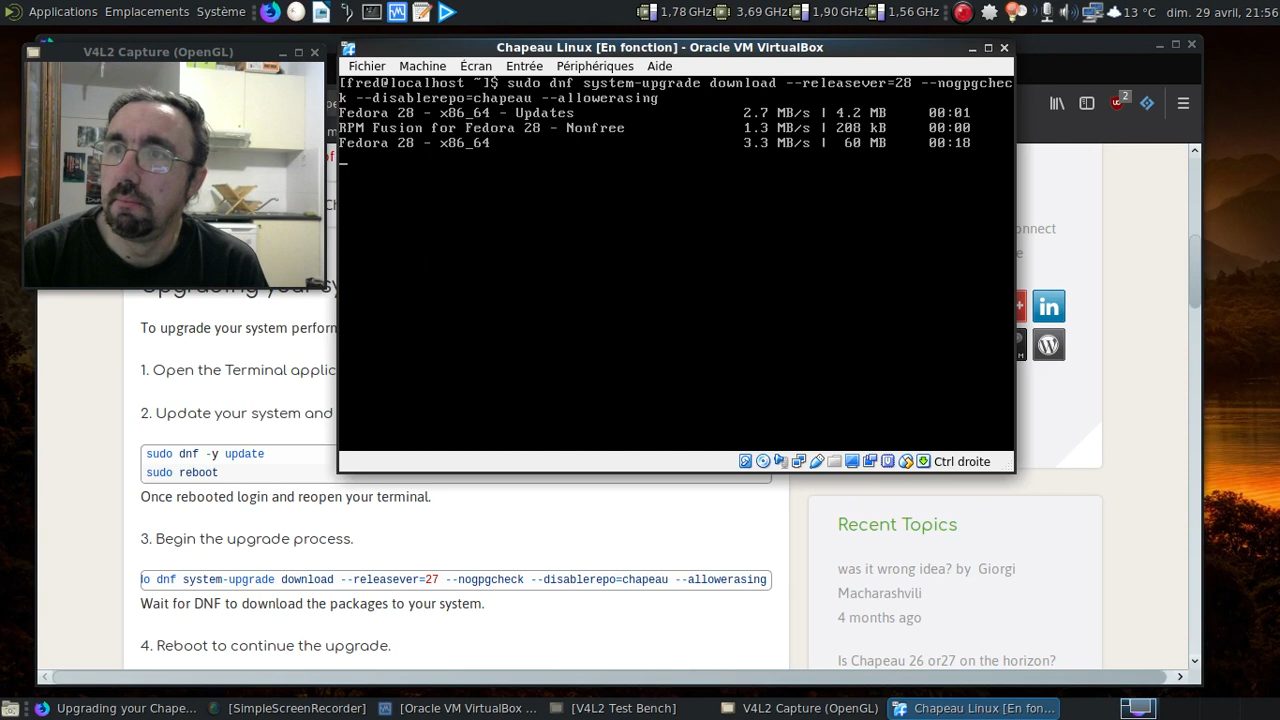 Applications Emplacements Système
1,78 GHz 3,69 GHz 1,90 GHz 1,56 GHz 13 °C dim. 29 avril, 21:56
V4L2 Capture (OpenGL)
Chapeau Linux [En fonction] - Oracle VM VirtualBox
Fichier Machine Écran Entrée Périphériques Aide
[fred@localhost ~]$ sudo dnf system-upgrade download --releasever=28 --nogpgchec
k --disablerepo=chapeau --allowerasing
Fedora 28 - x86_64 - Updates 2.7 MB/s | 4.2 MB 00:01
RPM Fusion for Fedora 28 - Nonfree 1.3 MB/s | 208 kB 00:00
Fedora 28 - x86_64 3.3 MB/s | 60 MB 00:18
Ctrl droite
2
onnect
e
in
To upgrade your system perform
1. Open the Terminal applic
2. Update your system and
sudo dnf -y update
sudo reboot
Once rebooted login and reopen your terminal.
3. Begin the upgrade process.
do dnf system-upgrade download --releasever=27 --nogpgcheck --disablerepo=chapeau --allowerasing
Wait for DNF to download the packages to your system.
4. Reboot to continue the upgrade.
Recent Topics
was it wrong idea? by Giorgi
Macharashvili
4 months ago
Is Chapeau 26 or27 on the horizon?
Upgrading your Chape...
[SimpleScreenRecorder]
[Oracle VM VirtualBox ...
[V4L2 Test Bench]
V4L2 Capture (OpenGL)
Chapeau Linux [En fon...